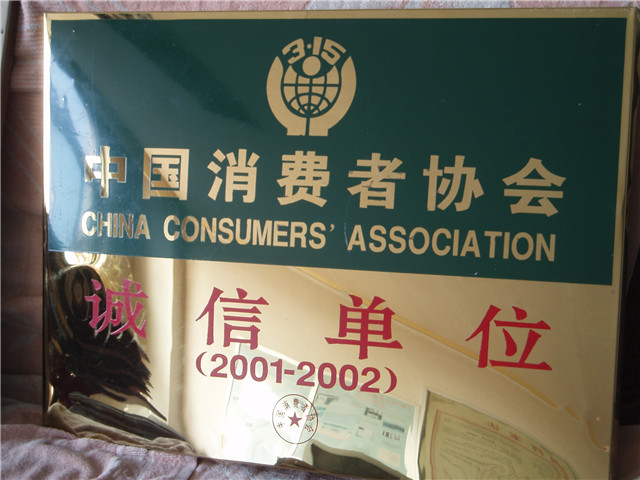 3·15
中国消费者协会
CHINA CONSUMERS' ASSOCIATION
诚信单位
(2001-2002)